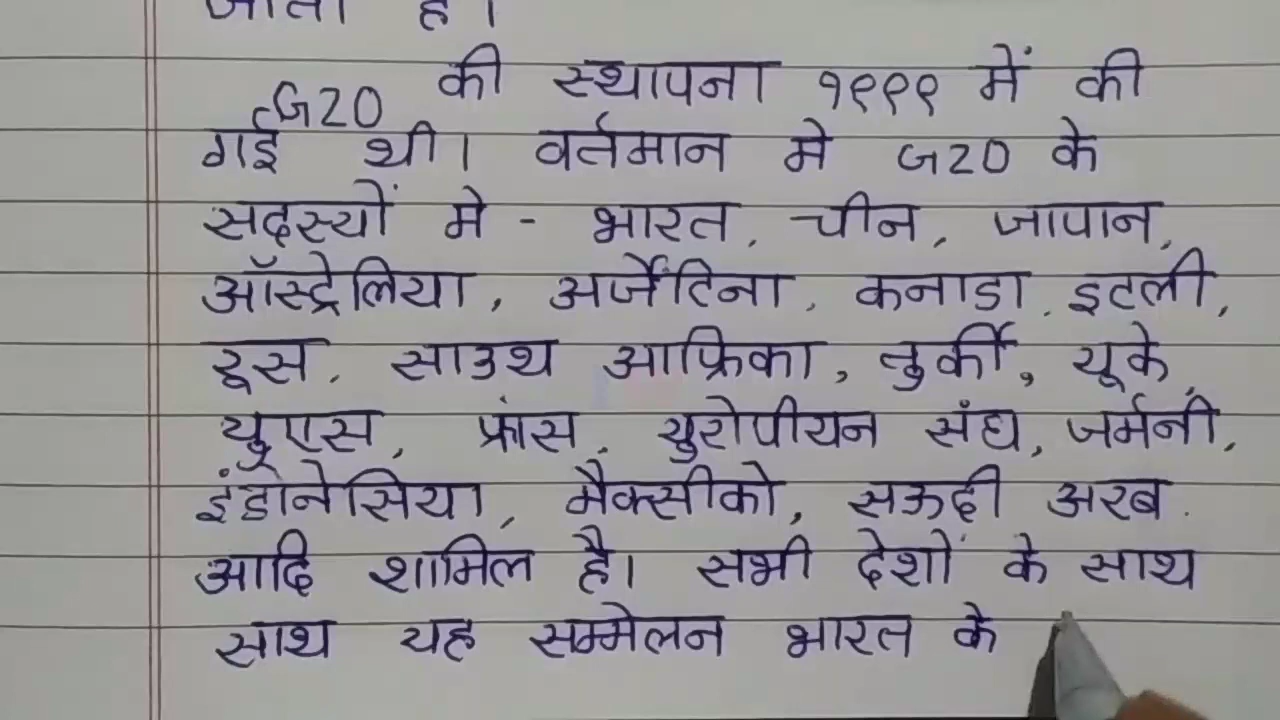 जाता है।
G20 की स्थापना १९९९ में की
गई थी। वर्तमान मे G20 के
सदस्यों मे - भारत, चीन, जापान,
ऑस्ट्रेलिया, अर्जेंटिना, कनाडा, इटली,
रूस, साउथ आफ्रिका, तुर्की, यूके,
युएस, फ्रांस, युरोपीयन संघ, जर्मनी,
इंडोनेसिया, मैक्सीको, सऊदी अरब
आदि शामिल है। सभी देशों के साथ
साथ यह सम्मेलन भारत के